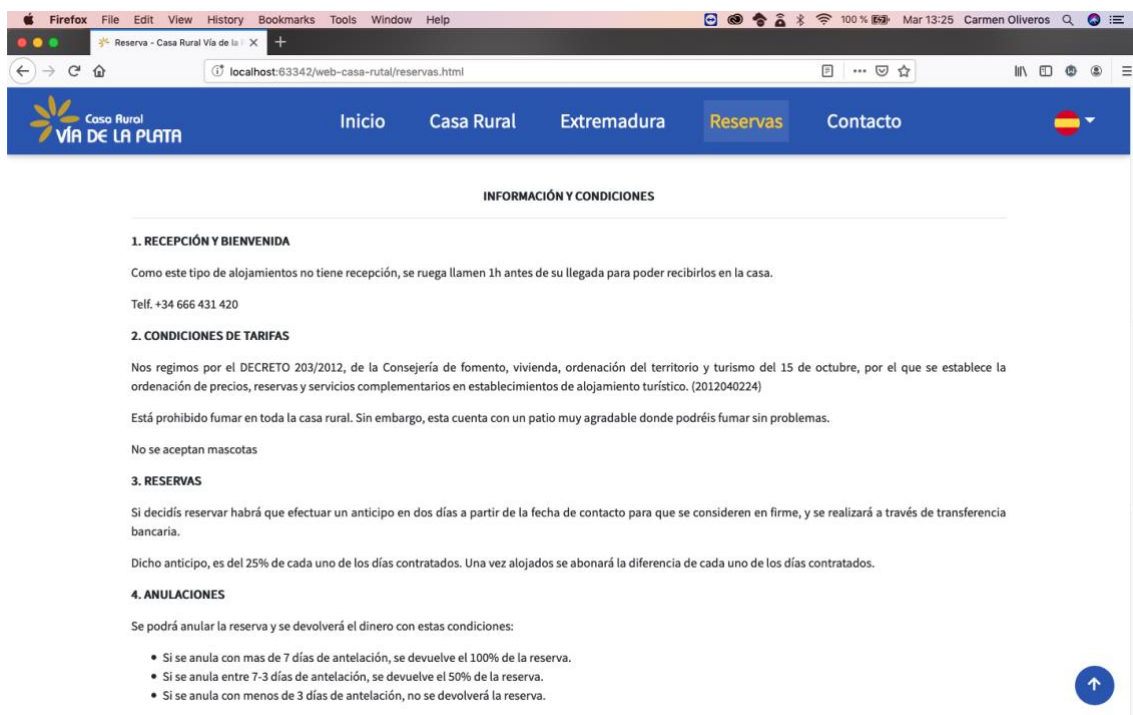 Firefox File Edit View History Bookmarks Tools Window Help 100 % Mar 13:25 Carmen Oliveros
Reserva - Casa Rural Vía de la
localhost:63342/web-casa-rutal/reservas.html
Casa Rural
VÍA DE LA PLATA
Inicio Casa Rural Extremadura Reservas Contacto
INFORMACIÓN Y CONDICIONES
1. RECEPCIÓN Y BIENVENIDA
Como este tipo de alojamientos no tiene recepción, se ruega llamen 1h antes de su llegada para poder recibirlos en la casa.
Telf. +34 666 431 420
2. CONDICIONES DE TARIFAS
Nos regimos por el DECRETO 203/2012, de la Consejería de fomento, vivienda, ordenación del territorio y turismo del 15 de octubre, por el que se establece la
ordenación de precios, reservas y servicios complementarios en establecimientos de alojamiento turístico. (2012040224)
Está prohibido fumar en toda la casa rural. Sin embargo, esta cuenta con un patio muy agradable donde podréis fumar sin problemas.
No se aceptan mascotas
3. RESERVAS
Si decidís reservar habrá que efectuar un anticipo en dos días a partir de la fecha de contacto para que se consideren en firme, y se realizará a través de transferencia
bancaria.
Dicho anticipo, es del 25% de cada uno de los días contratados. Una vez alojados se abonará la diferencia de cada uno de los días contratados.
4. ANULACIONES
Se podrá anular la reserva y se devolverá el dinero con estas condiciones:
• Si se anula con mas de 7 días de antelación, se devuelve el 100% de la reserva.
• Si se anula entre 7-3 días de antelación, se devuelve el 50% de la reserva.
• Si se anula con menos de 3 días de antelación, no se devolverá la reserva.